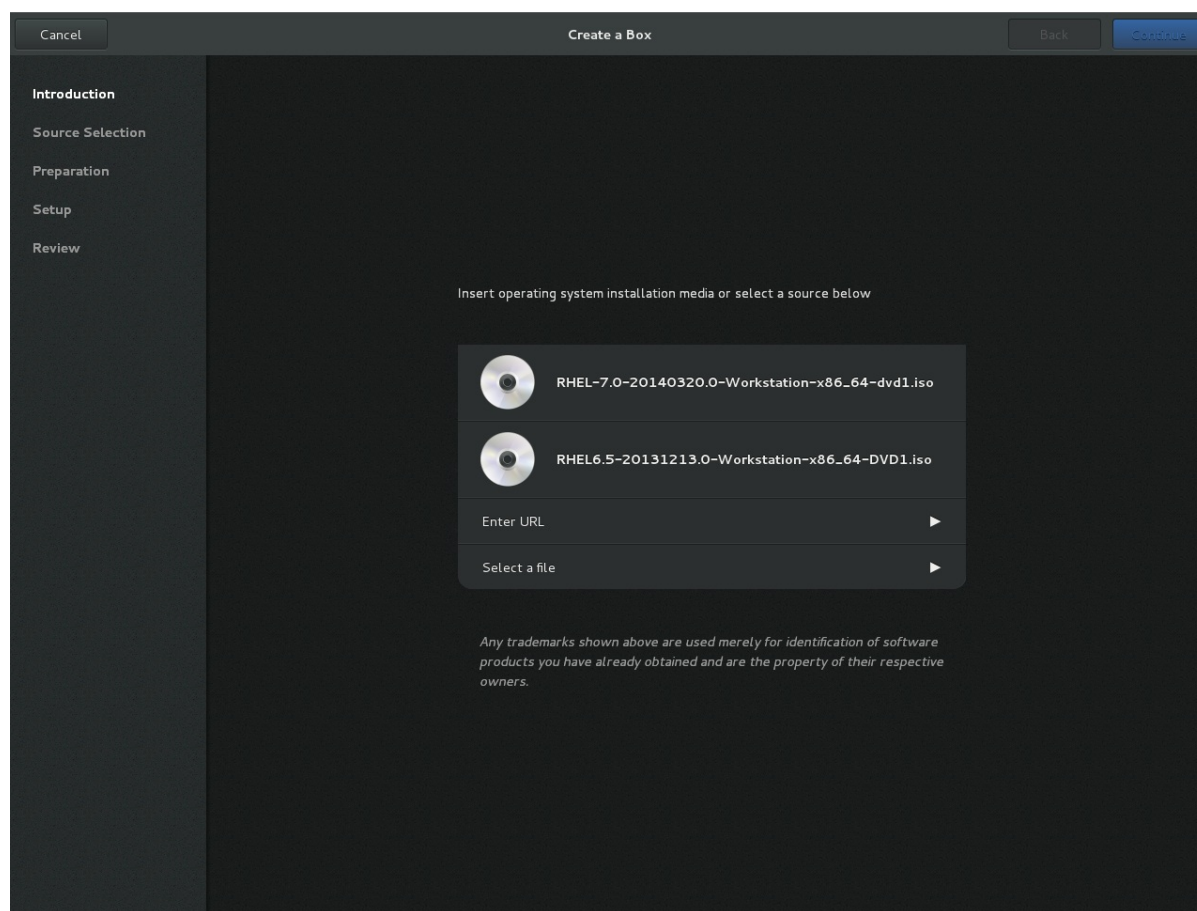 Cancel
Create a Box
Back
Continue
Introduction
Source Selection
Preparation
Setup
Review
Insert operating system installation media or select a source below
RHEL-7.0-20140320.0-Workstation-x86_64-dvd1.iso
RHEL6.5-20131213.0-Workstation-x86_64-DVD1.iso
Enter URL
Select a file
Any trademarks shown above are used merely for identification of software
products you have already obtained and are the property of their respective
owners.